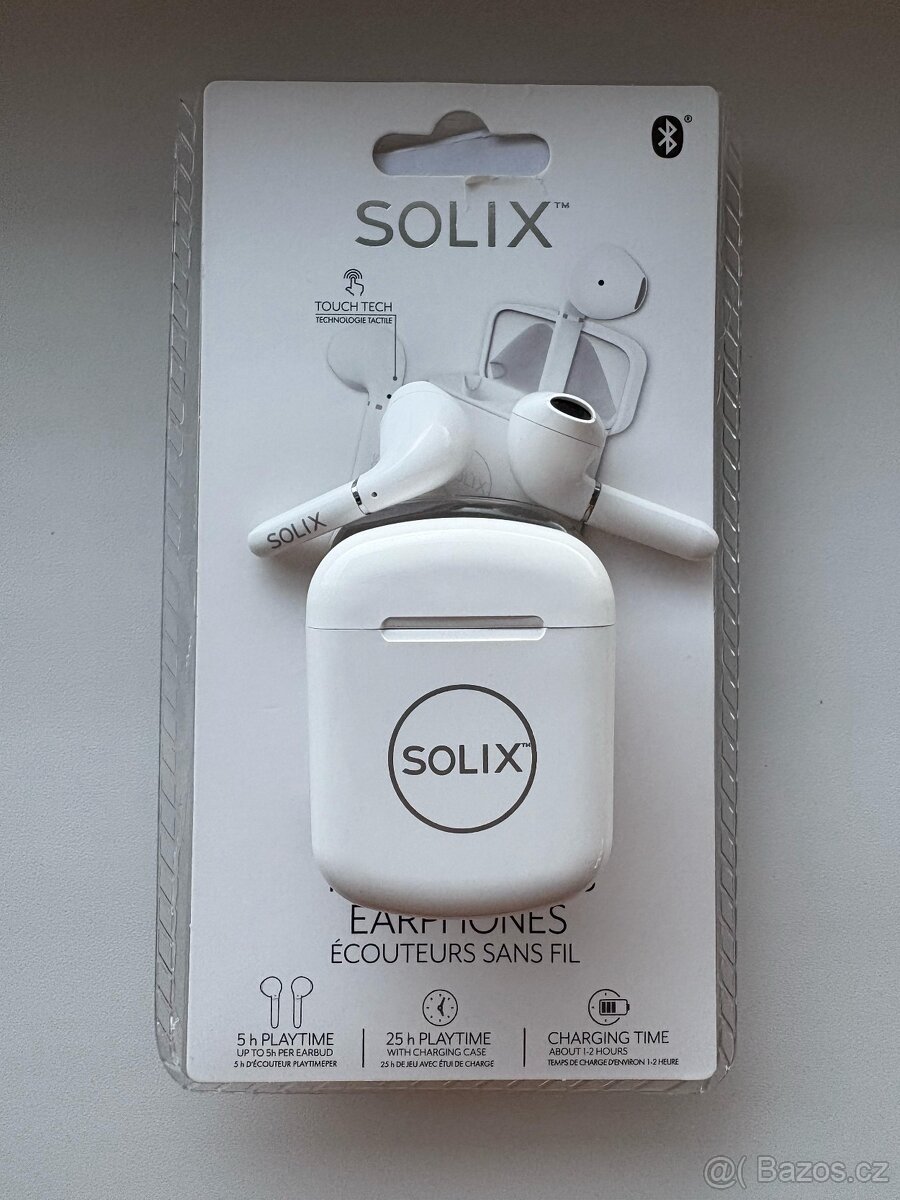 SOLIX™
TOUCH TECH
TECHNOLOGIE TACTILE
SOLIX
SOLIX™
EARPHONES
ÉCOUTEURS SANS FIL
5 h PLAYTIME
UP TO 5h PER EARBUD
5 h D'ÉCOUTEUR PLAYTIMEPER
25 h PLAYTIME
WITH CHARGING CASE
25 h DE JEU AVEC ÉTUI DE CHARGE
CHARGING TIME
ABOUT 1-2 HOURS
TEMPS DE CHARGE D'ENVIRON 1-2 HEURE
@( Bazos.cz